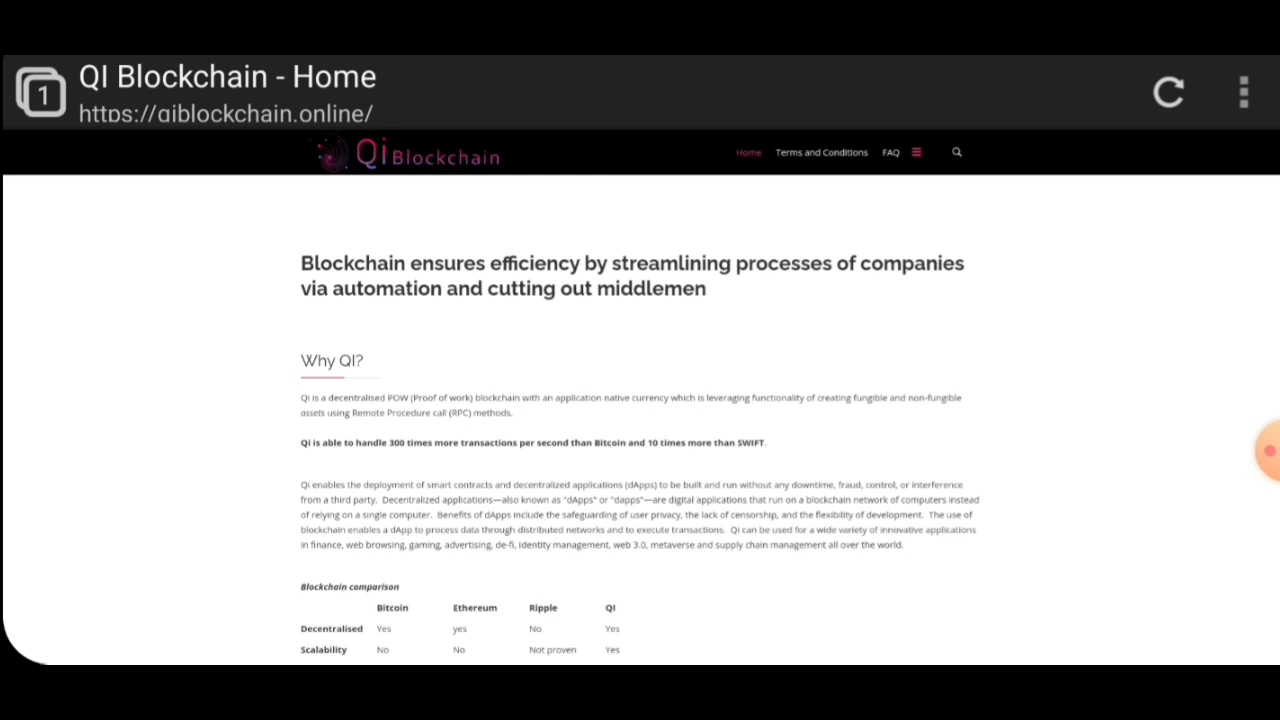 1
QI Blockchain - Home
https://qiblockchain.online/
Qi Blockchain
Home Terms and Conditions FAQ
Blockchain ensures efficiency by streamlining processes of companies
via automation and cutting out middlemen
Why QI?
Qi is a decentralised POW (Proof of work) blockchain with an application native currency which is leveraging functionality of creating fungible and non-fungible
assets using Remote Procedure call (RPC) methods.
Qi is able to handle 300 times more transactions per second than Bitcoin and 10 times more than SWIFT.
Qi enables the deployment of smart contracts and decentralized applications (dApps) to be built and run without any downtime, fraud, control, or interference
from a third party. Decentralized applications—also known as "dApps" or "dapps"—are digital applications that run on a blockchain network of computers instead
of relying on a single computer. Benefits of dApps include the safeguarding of user privacy, the lack of censorship, and the flexibility of development. The use of
blockchain enables a dApp to process data through distributed networks and to execute transactions. Qi can be used for a wide variety of innovative applications
in finance, web browsing, gaming, advertising, de-fi, identity management, web 3.0, metaverse and supply chain management all over the world.
Blockchain comparison
Bitcoin Ethereum Ripple QI
Decentralised Yes yes No Yes
Scalability No No Not proven Yes